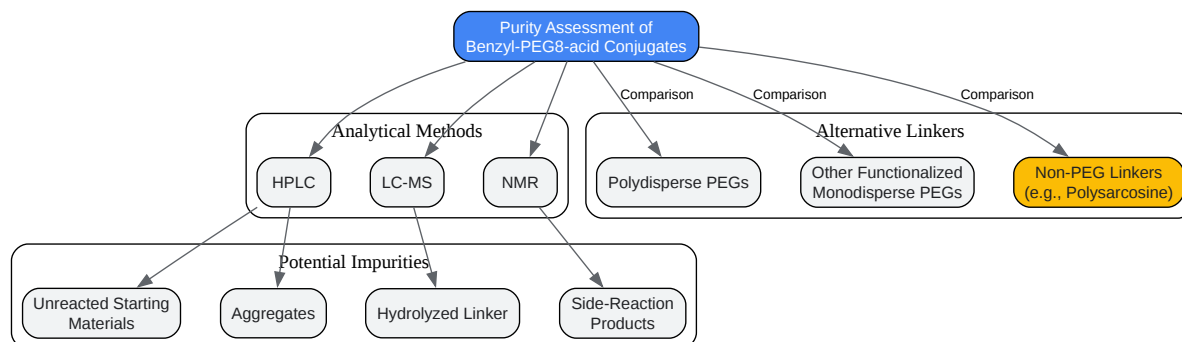 Purity Assessment of
Benzyl-PEG8-acid Conjugates
Comparison
Comparison
Comparison
Analytical Methods
Alternative Linkers
HPLC
LC-MS
NMR
Polydisperse PEGs
Other Functionalized
Monodisperse PEGs
Non-PEG Linkers
(e.g., Polysarcosine)
Potential Impurities
Unreacted Starting
Materials
Aggregates
Hydrolyzed Linker
Side-Reaction
Products